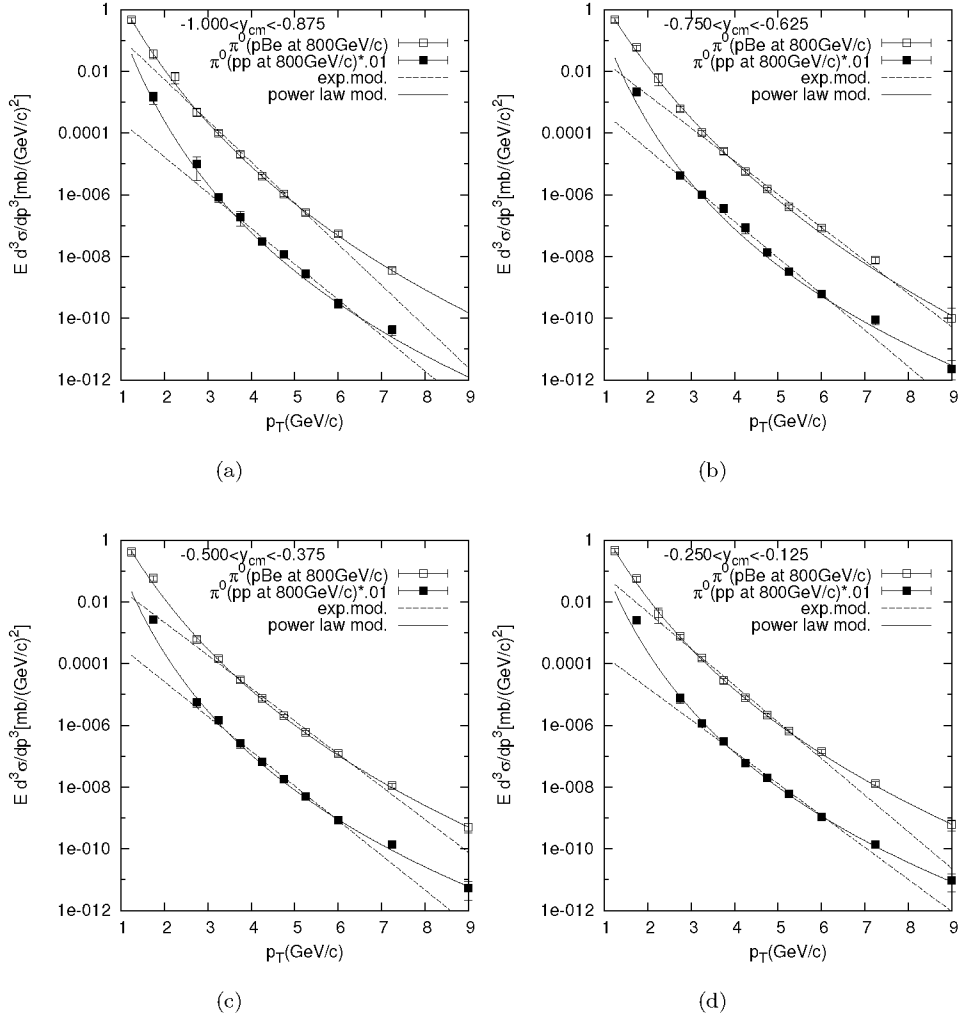 -1.000<y_cm<-0.875
π⁰(pBe at 800GeV/c)
π⁰(pp at 800GeV/c)*.01
exp.mod.
power law mod.
E d³σ/dp³[mb/(GeV/c)²]
1
0.01
0.0001
1e-006
1e-008
1e-010
1e-012
1 2 3 4 5 6 7 8 9
p_T(GeV/c)
(a)
-0.750<y_cm<-0.625
π⁰(pBe at 800GeV/c)
π⁰(pp at 800GeV/c)*.01
exp.mod.
power law mod.
E d³σ/dp³[mb/(GeV/c)²]
1
0.01
0.0001
1e-006
1e-008
1e-010
1e-012
1 2 3 4 5 6 7 8 9
p_T(GeV/c)
(b)
-0.500<y_cm<-0.375
π⁰(pBe at 800GeV/c)
π⁰(pp at 800GeV/c)*.01
exp.mod.
power law mod.
E d³σ/dp³[mb/(GeV/c)²]
1
0.01
0.0001
1e-006
1e-008
1e-010
1e-012
1 2 3 4 5 6 7 8 9
p_T(GeV/c)
(c)
-0.250<y_cm<-0.125
π⁰(pBe at 800GeV/c)
π⁰(pp at 800GeV/c)*.01
exp.mod.
power law mod.
E d³σ/dp³[mb/(GeV/c)²]
1
0.01
0.0001
1e-006
1e-008
1e-010
1e-012
1 2 3 4 5 6 7 8 9
p_T(GeV/c)
(d)